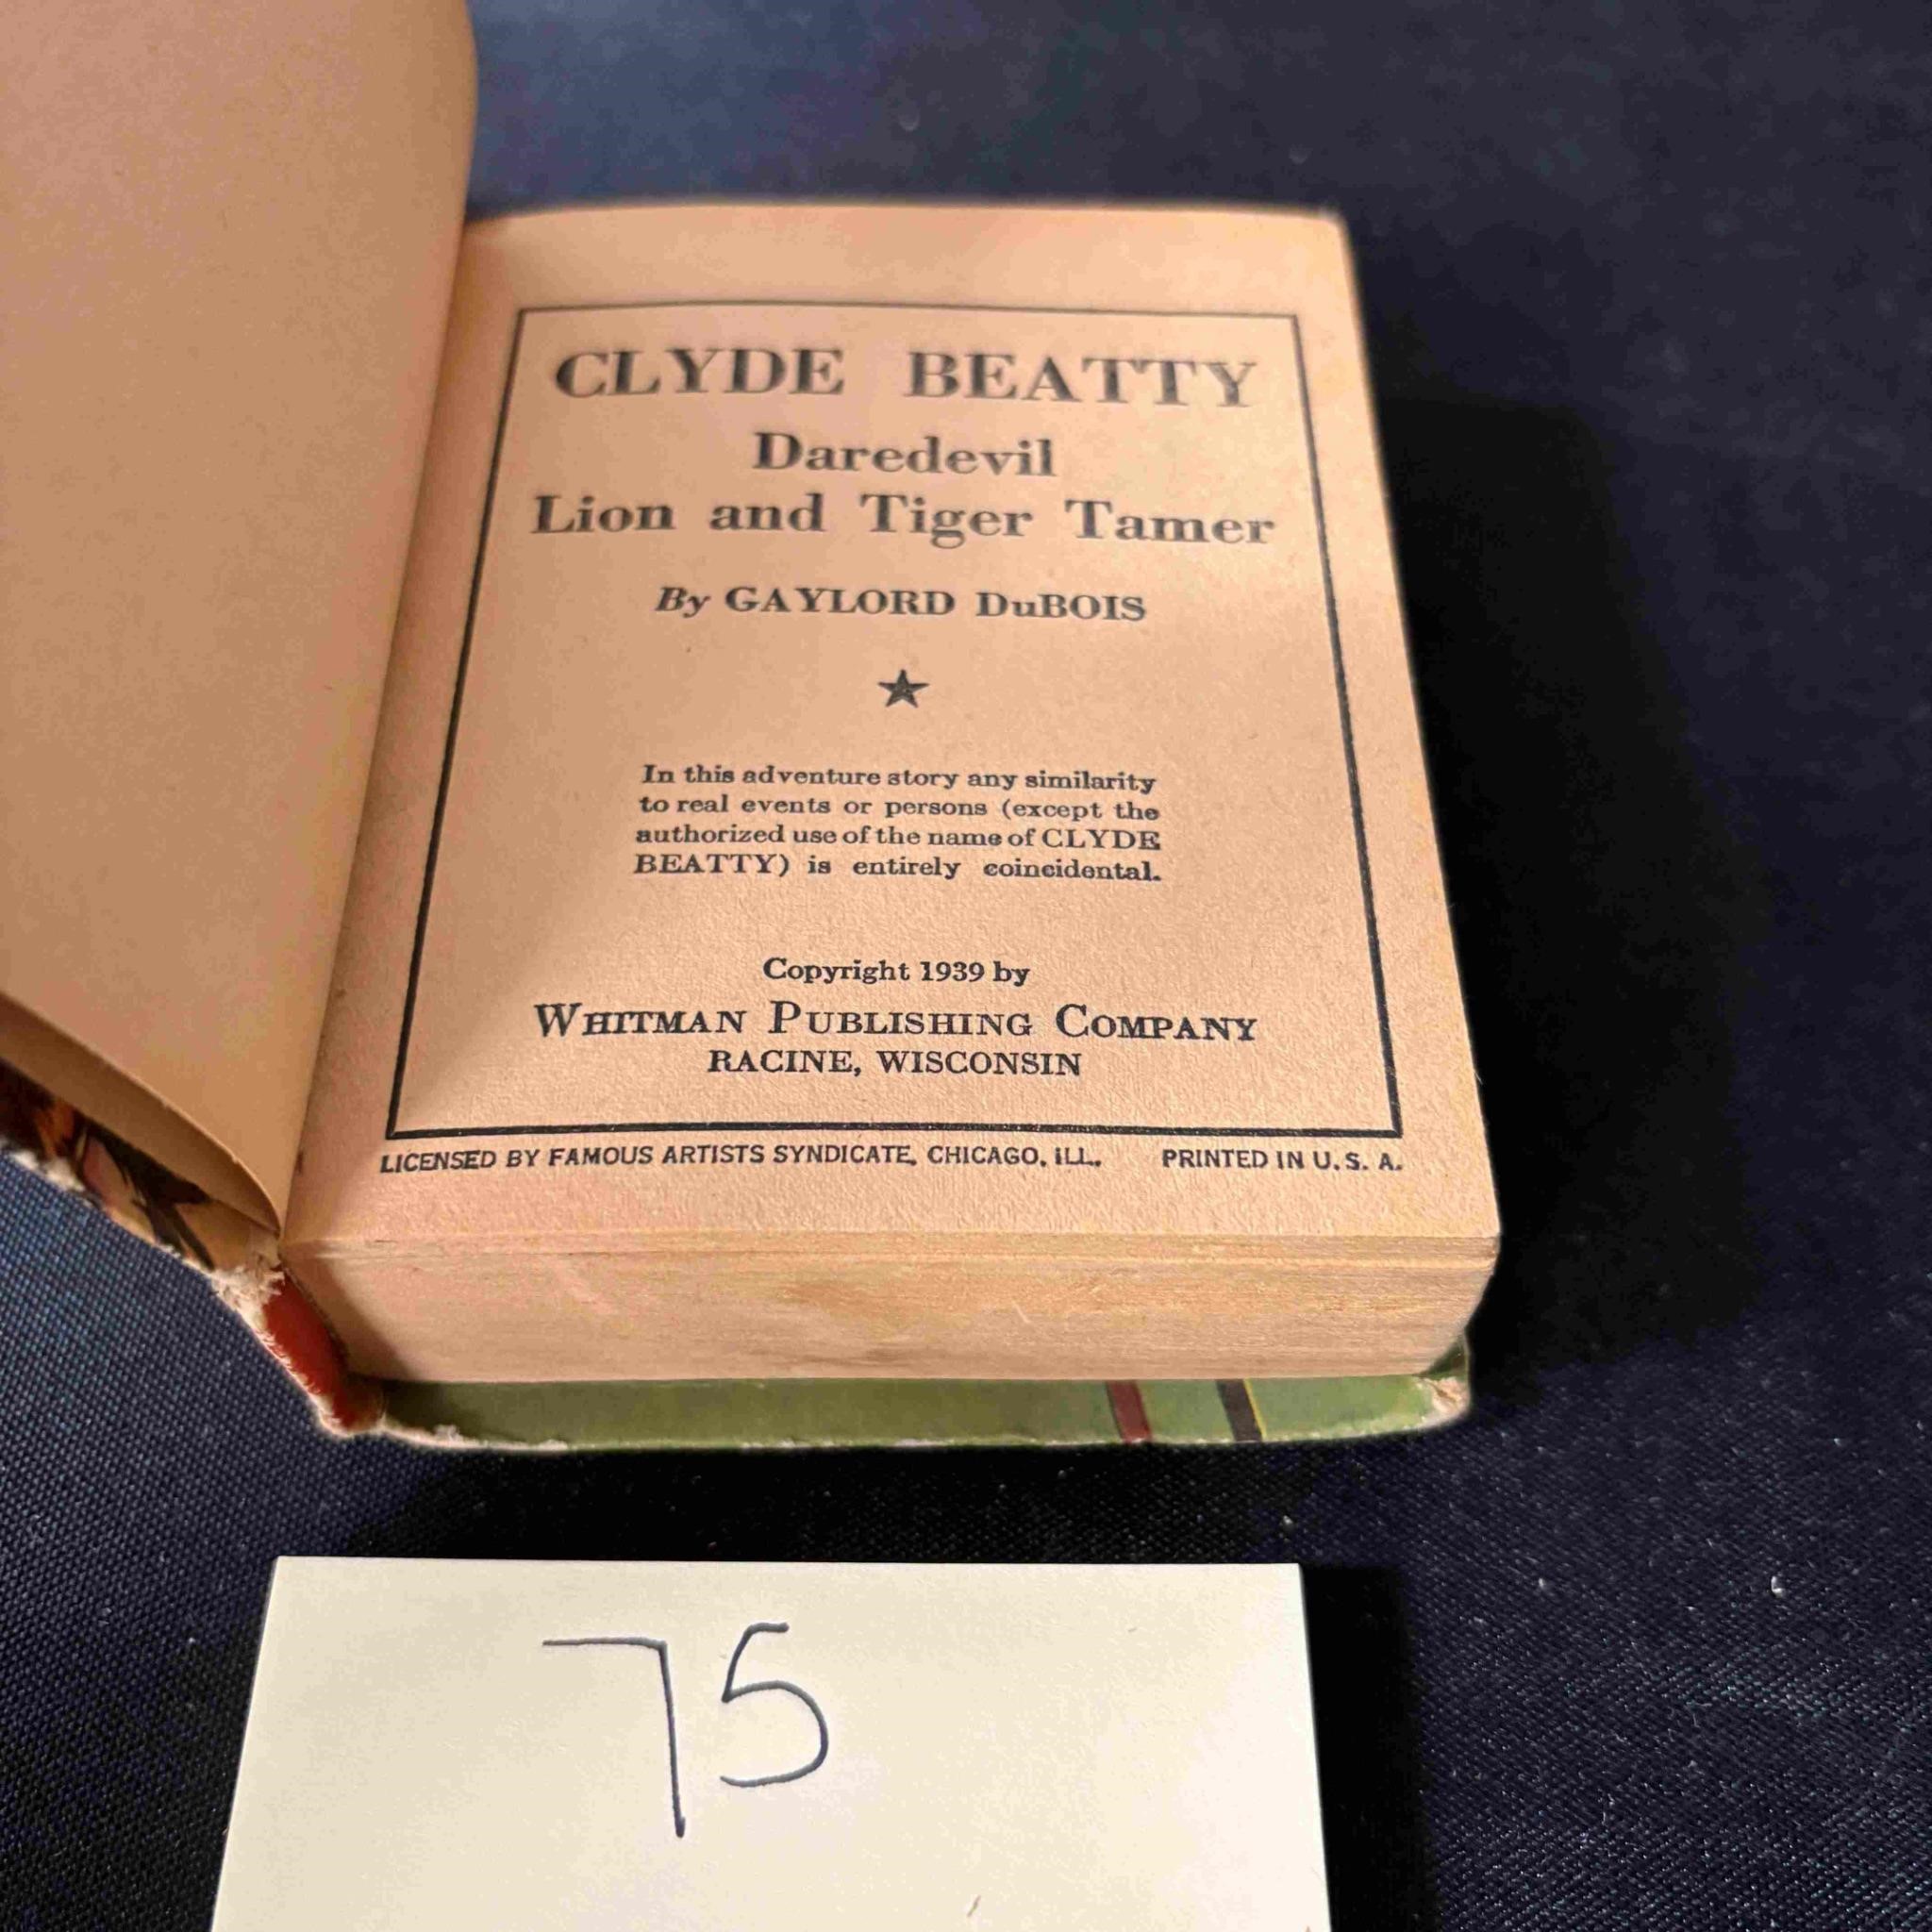 CLYDE BEATTY
Daredevil
Lion and Tiger Tamer
By GAYLORD DuBOIS
In this adventure story any similarity
to real events or persons (except the
authorized use of the name of CLYDE
BEATTY) is entirely coincidental.
Copyright 1939 by
WHITMAN PUBLISHING COMPANY
RACINE, WISCONSIN
LICENSED BY FAMOUS ARTISTS SYNDICATE, CHICAGO, ILL. PRINTED IN U. S. A.
75